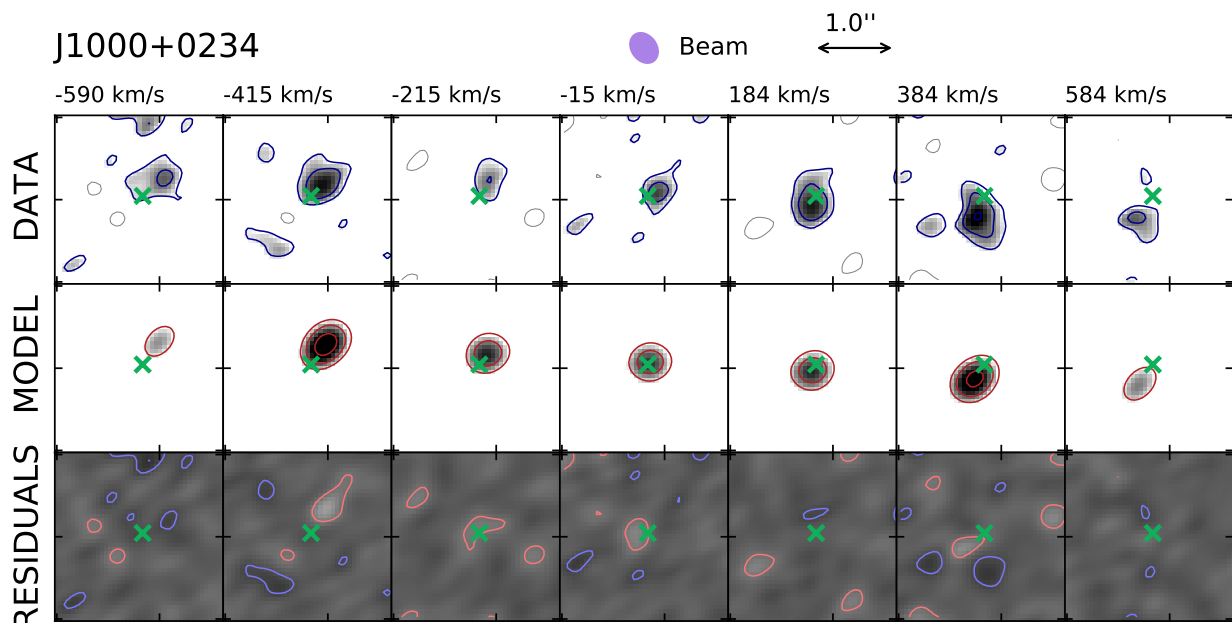 J1000+0234
Beam
1.0''
-590 km/s
-415 km/s
-215 km/s
-15 km/s
184 km/s
384 km/s
584 km/s
DATA
MODEL
RESIDUALS